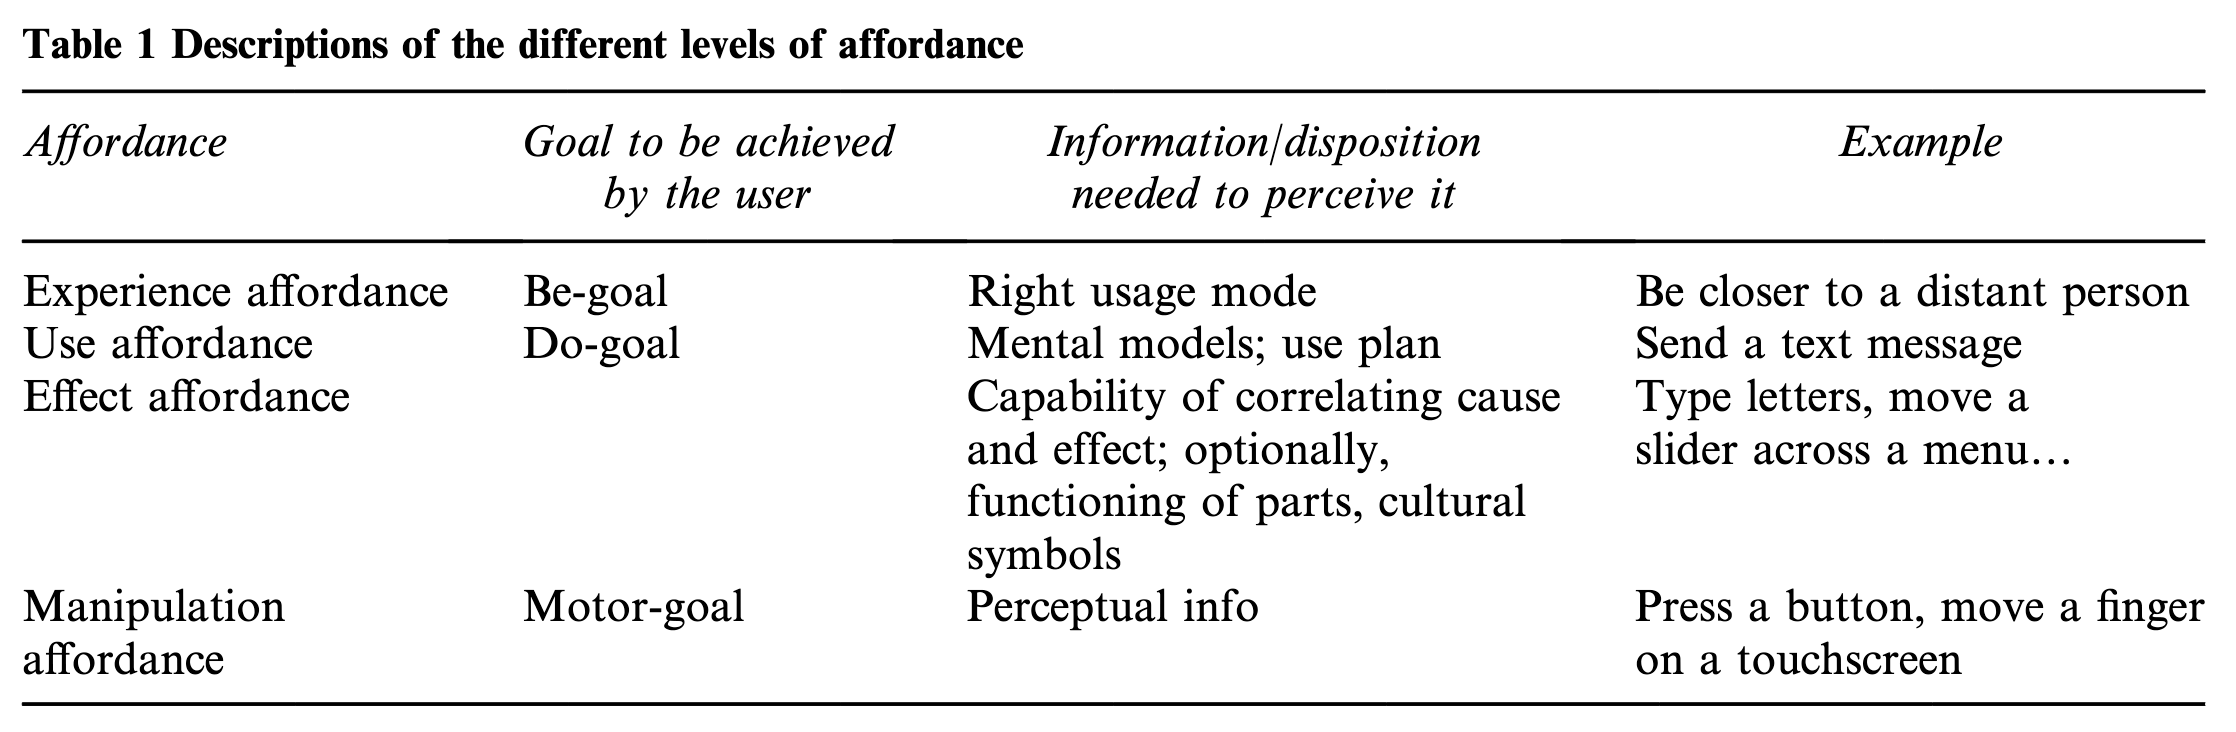 Table 1 Descriptions of the different levels of affordance
Affordance Goal to be achieved by the user Information/disposition needed to perceive it Example
Experience affordance Be-goal Right usage mode Be closer to a distant person
Use affordance Do-goal Mental models; use plan Send a text message
Effect affordance Capability of correlating cause and effect; optionally, functioning of parts, cultural symbols Type letters, move a slider across a menu…
Manipulation affordance Motor-goal Perceptual info Press a button, move a finger on a touchscreen